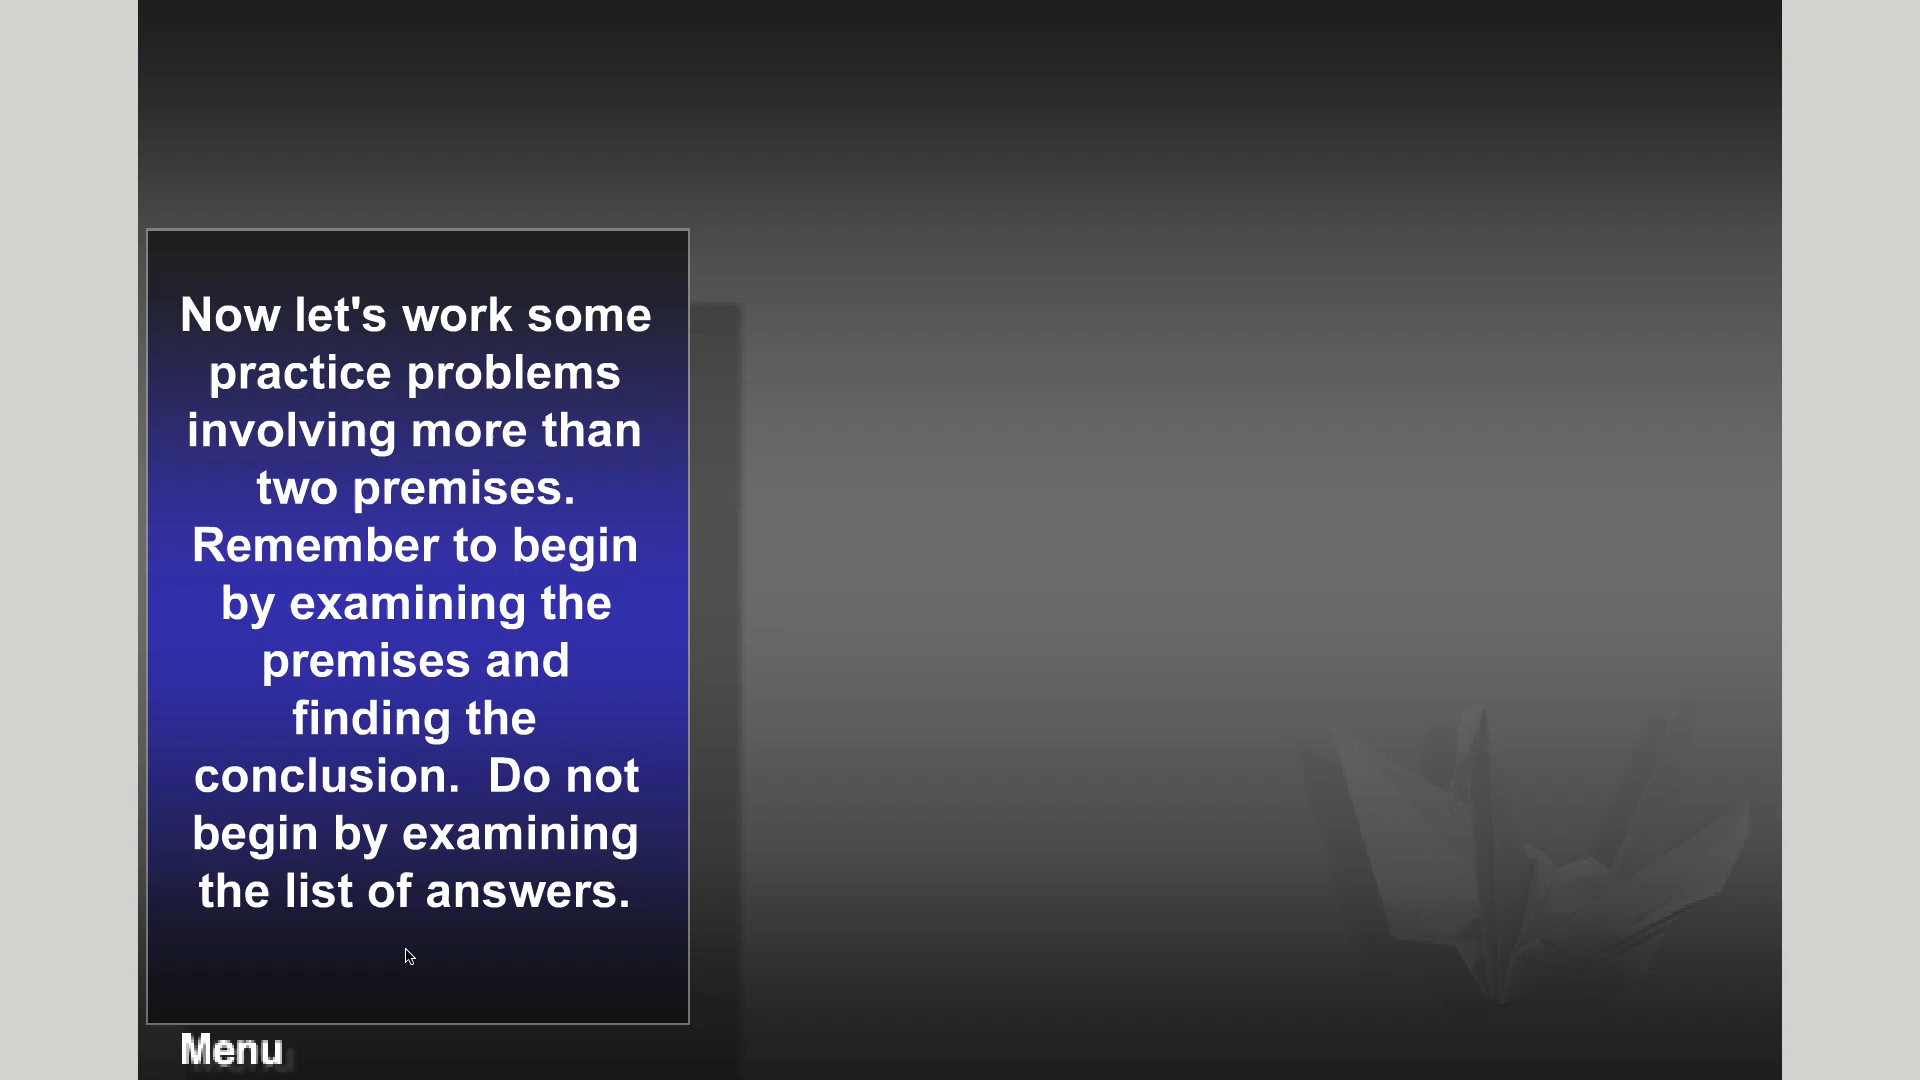 Now let's work some
practice problems
involving more than
two premises.
Remember to begin
by examining the
premises and
finding the
conclusion.  Do not
begin by examining
the list of answers.
Menu